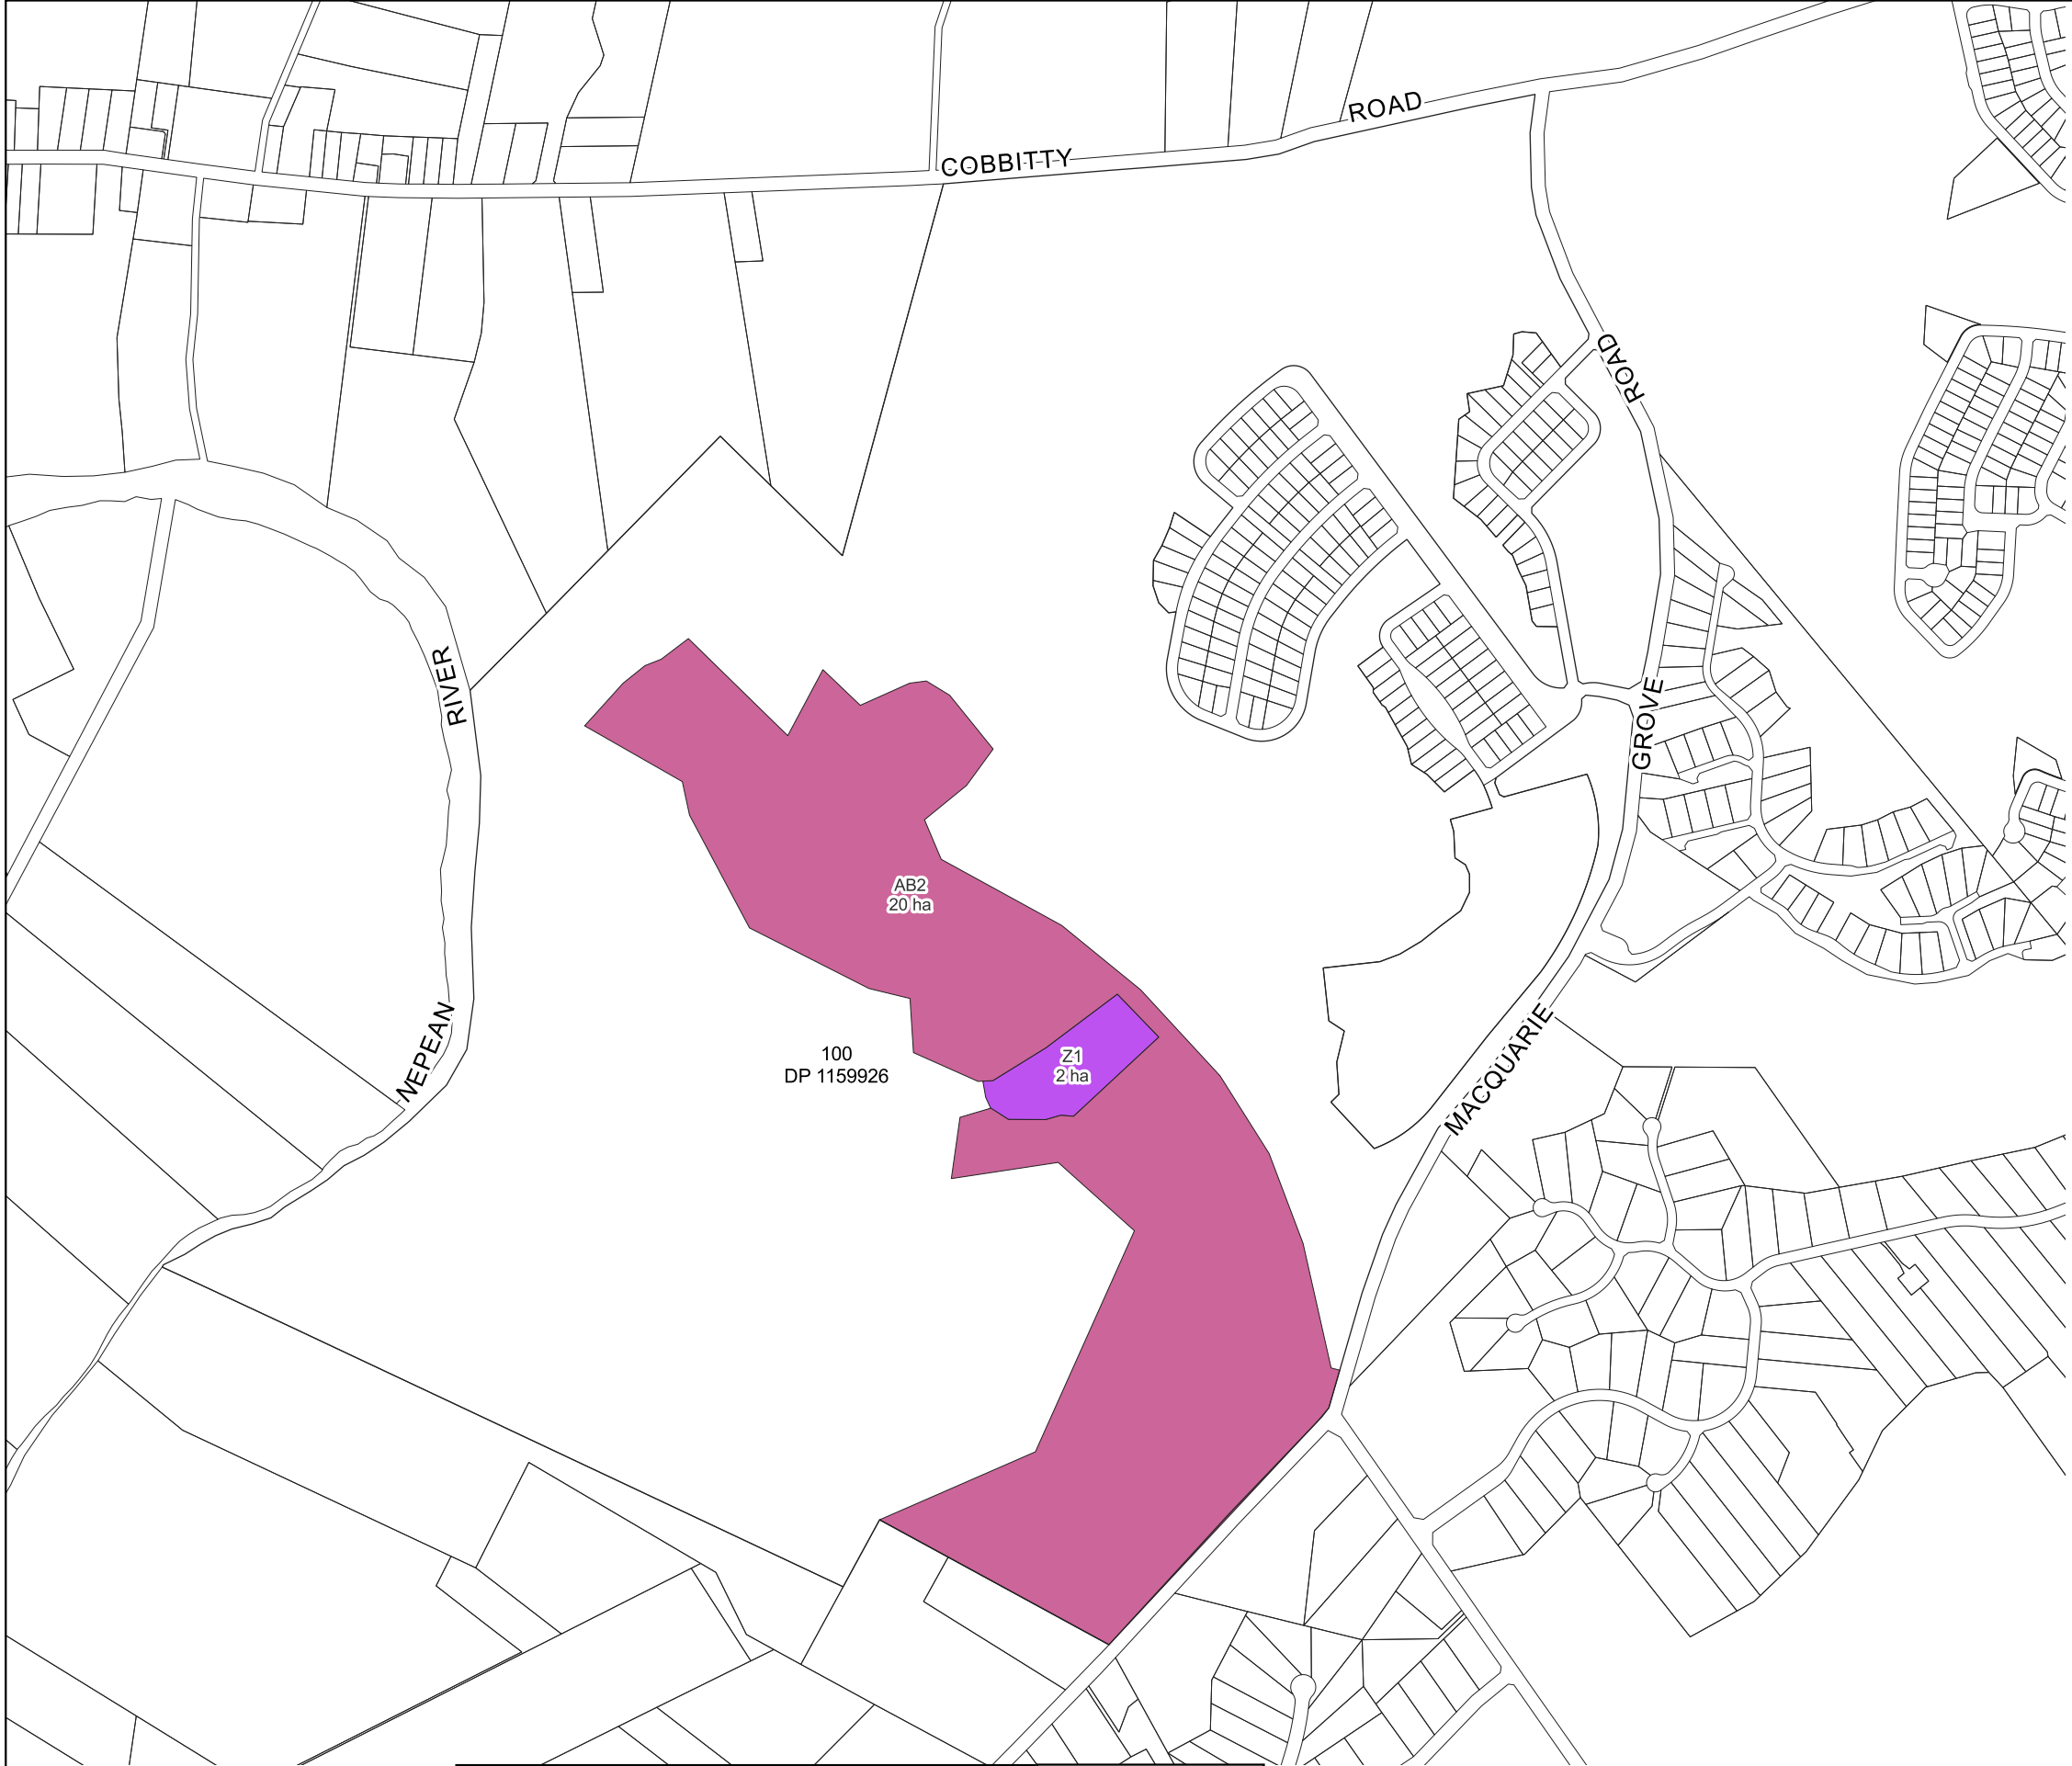 COBBITTY ROAD
ROAD
RIVER
GROVE
AB2
20 ha
NEPEAN
MACQUARIE
100
DP 1159926
Z1
2 ha